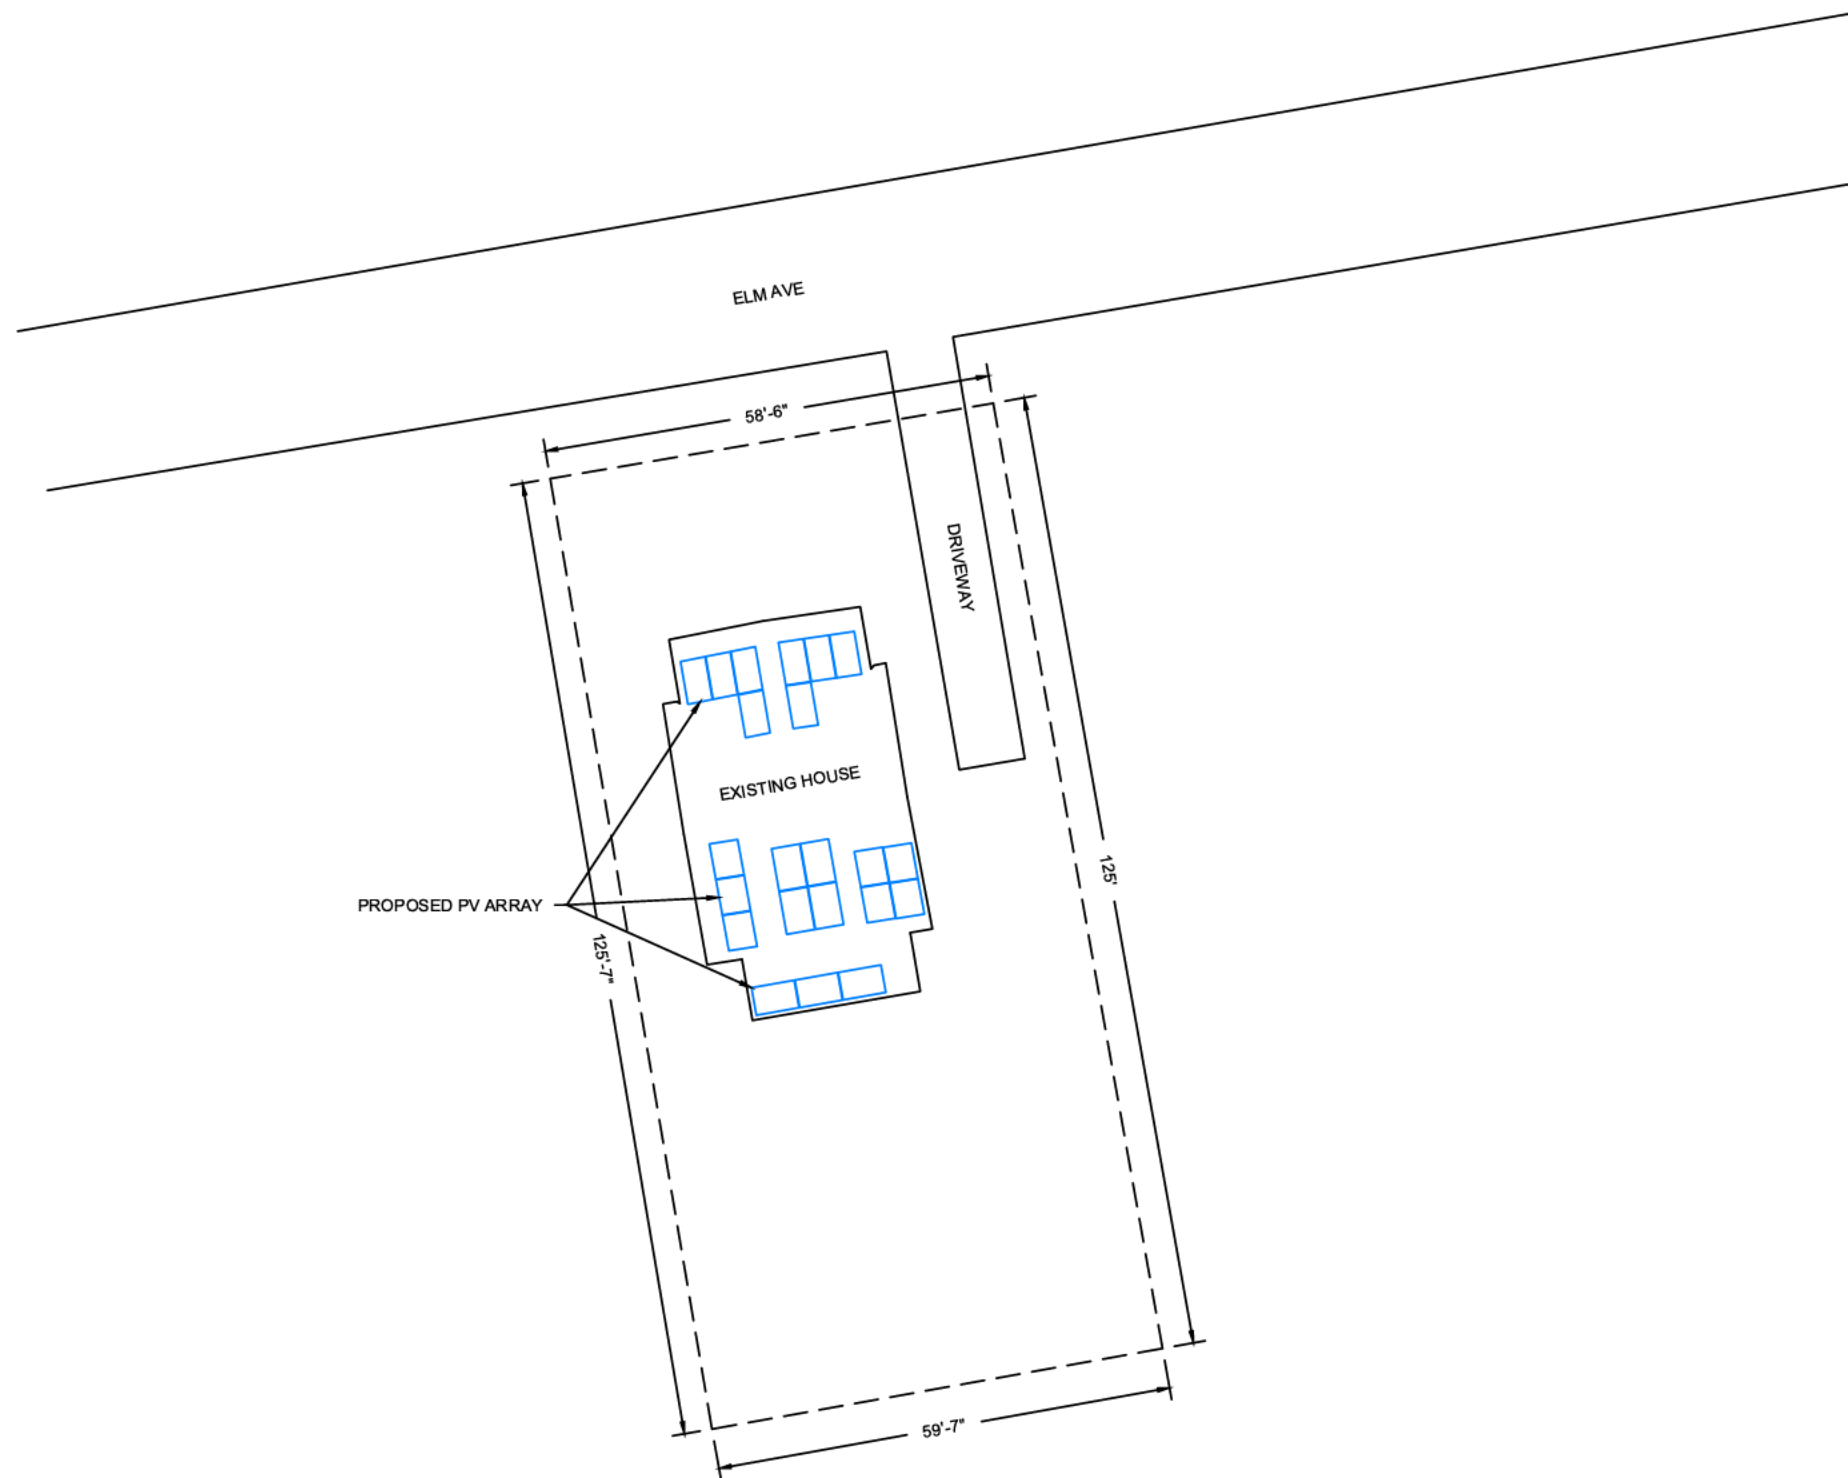 ELM AVE
58'-6"
DRIVEWAY
EXISTING HOUSE
125'
PROPOSED PV ARRAY
125'-7"
59'-7"